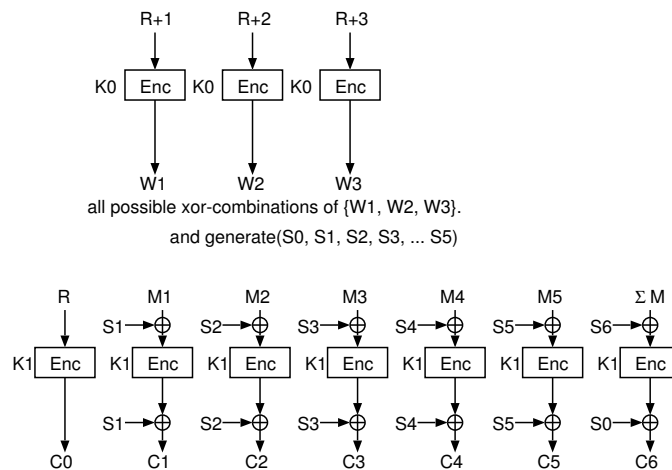 R+1 R+2 R+3
K0 Enc K0 Enc K0 Enc
W1 W2 W3
all possible xor-combinations of {W1, W2, W3}.
and generate(S0, S1, S2, S3, ... S5)
R M1 M2 M3 M4 M5 Σ M
S1 S2 S3 S4 S5 S6
K1 Enc K1 Enc K1 Enc K1 Enc K1 Enc K1 Enc K1 Enc
S1 S2 S3 S4 S5 S0
C0 C1 C2 C3 C4 C5 C6